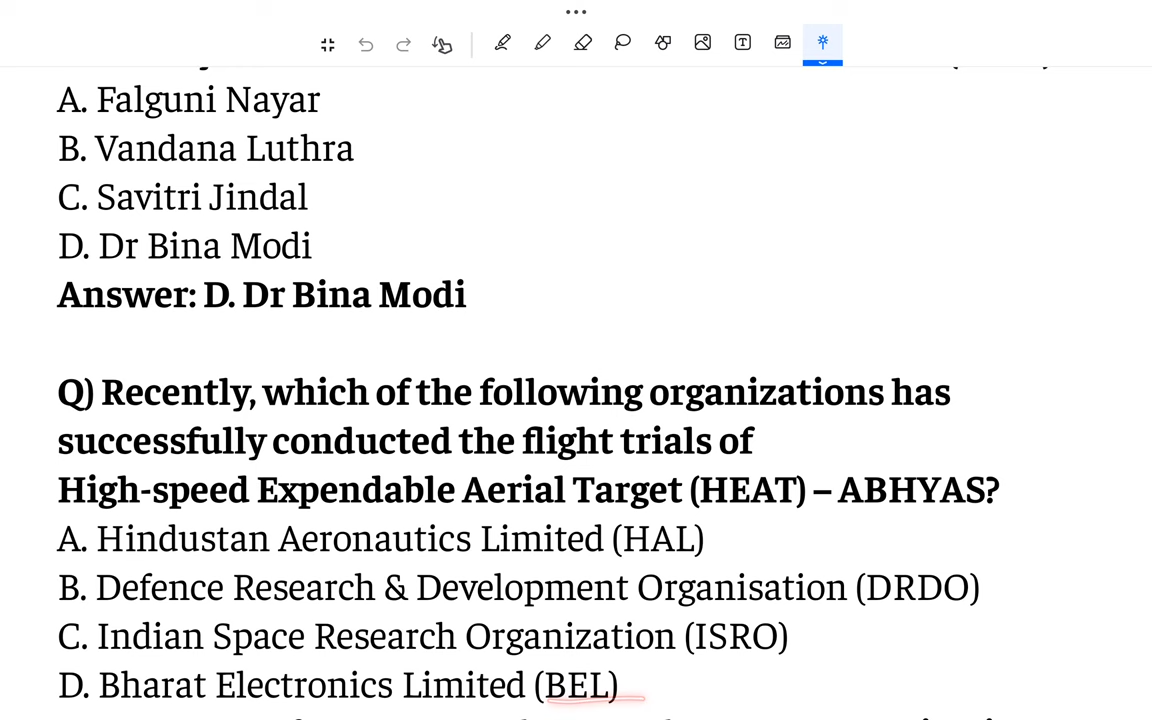 A. Falguni Nayar
B. Vandana Luthra
C. Savitri Jindal
D. Dr Bina Modi
Answer: D. Dr Bina Modi
Q) Recently, which of the following organizations has
successfully conducted the flight trials of
High-speed Expendable Aerial Target (HEAT) – ABHYAS?
A. Hindustan Aeronautics Limited (HAL)
B. Defence Research & Development Organisation (DRDO)
C. Indian Space Research Organization (ISRO)
D. Bharat Electronics Limited (BEL)